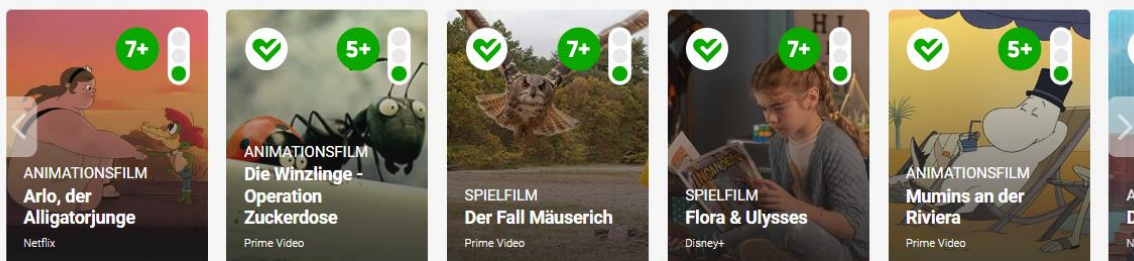 7+
ANIMATIONSFILM
Arlo, der
Alligatorjunge
Netflix
5+
ANIMATIONSFILM
Die Winzlinge -
Operation
Zuckerdose
Prime Video
7+
SPIELFILM
Der Fall Mäuserich
Prime Video
7+
SPIELFILM
Flora & Ulysses
Disney+
5+
ANIMATIONSFILM
Mumins an der
Riviera
Prime Video
A
D
N